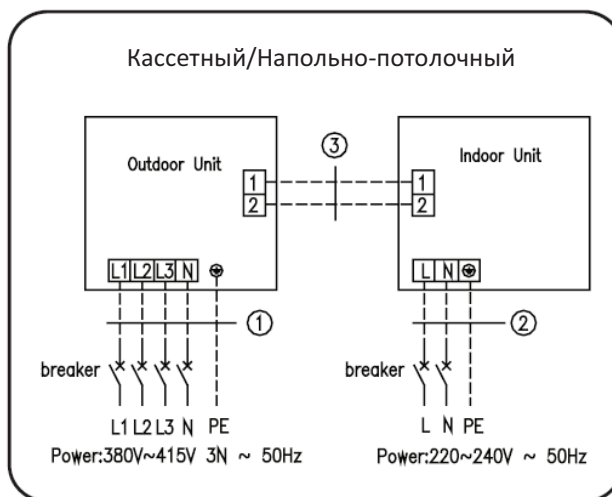 Кассетный/Напольно-потолочный
Outdoor Unit
1
2
③
Indoor Unit
1
2
L1 L2 L3 N
L N
①
②
breaker
breaker
L1 L2 L3 N PE
L N PE
Power:380V~415V 3N ~ 50Hz
Power:220~240V ~ 50Hz